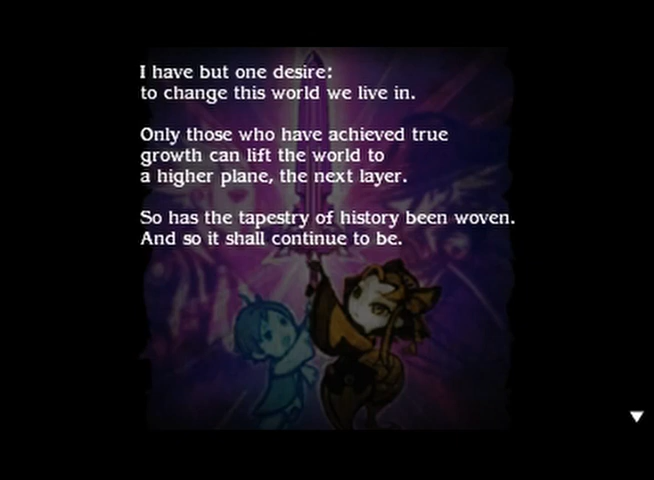 I have but one desire:
to change this world we live in.
Only those who have achieved true
growth can lift the world to
a higher plane, the next layer.
So has the tapestry of history been woven.
And so it shall continue to be.